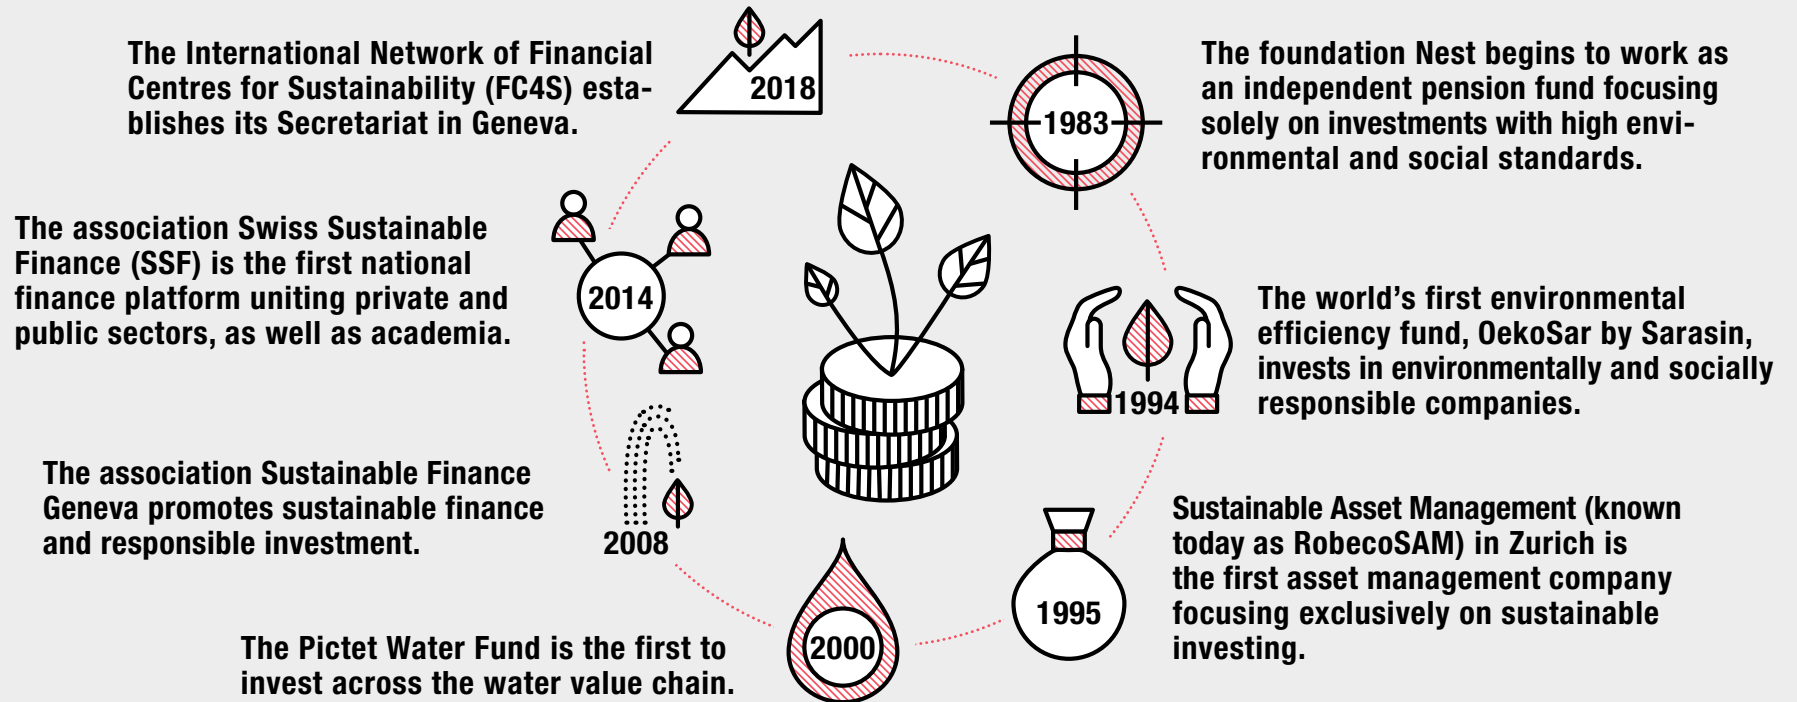 1983
The foundation Nest begins to work as
an independent pension fund focusing
solely on investments with high envi-
ronmental and social standards.
1994
The world’s first environmental
efficiency fund, OekoSar by Sarasin,
invests in environmentally and socially
responsible companies.
1995
Sustainable Asset Management (known
today as RobecoSAM) in Zurich is
the first asset management company
focusing exclusively on sustainable
investing.
2000
The Pictet Water Fund is the first to
invest across the water value chain.
2008
The association Sustainable Finance
Geneva promotes sustainable finance
and responsible investment.
2014
The association Swiss Sustainable
Finance (SSF) is the first national
finance platform uniting private and
public sectors, as well as academia.
2018
The International Network of Financial
Centres for Sustainability (FC4S) esta-
blishes its Secretariat in Geneva.